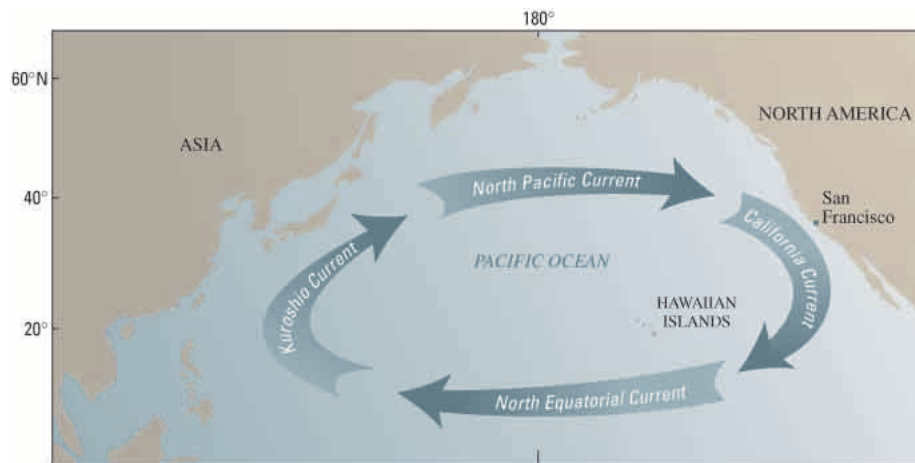 180°
60°N
NORTH AMERICA
ASIA
North Pacific Current
40°
San
Francisco
California Current
Kuroshio Current
PACIFIC OCEAN
HAWAIIAN
ISLANDS
20°
North Equatorial Current